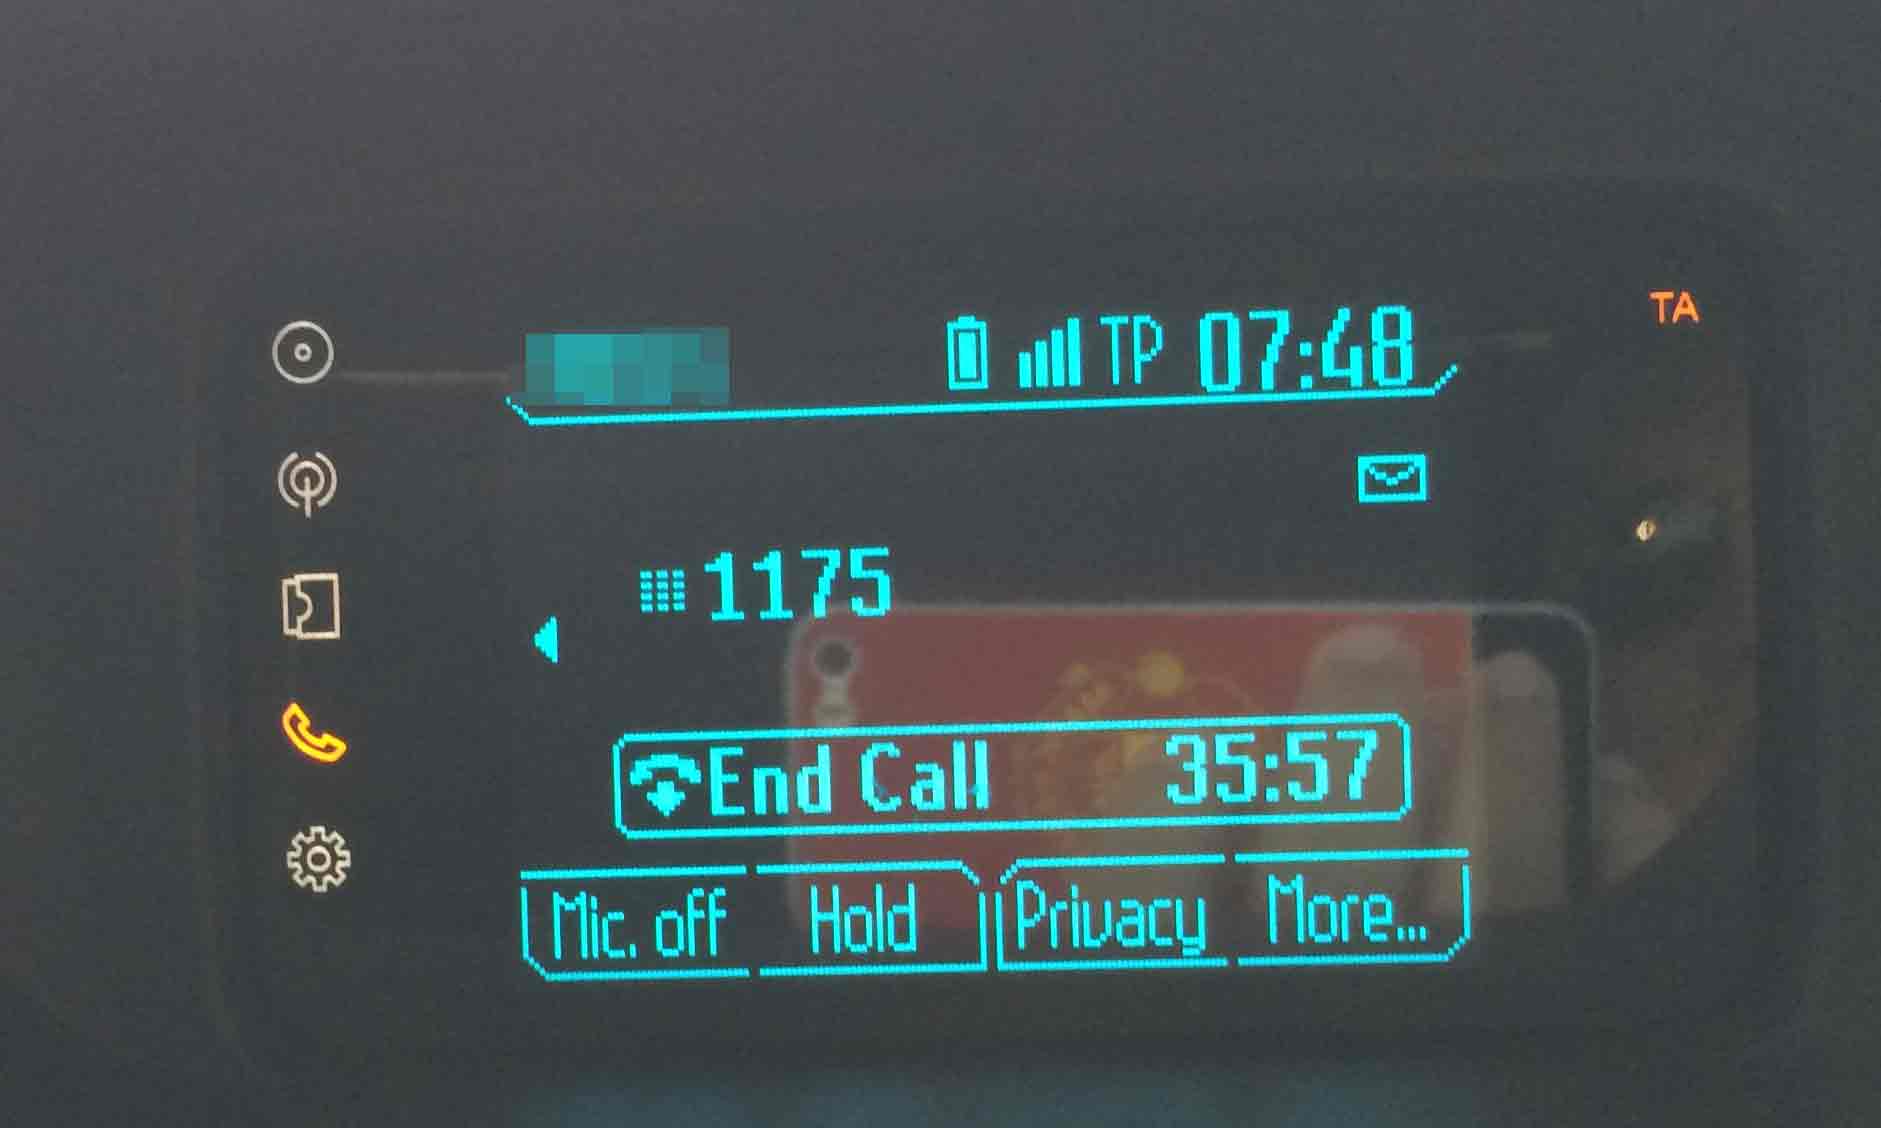 TP 07:48
TA
1175
End Call 35:57
Mic. off Hold Privacy More...